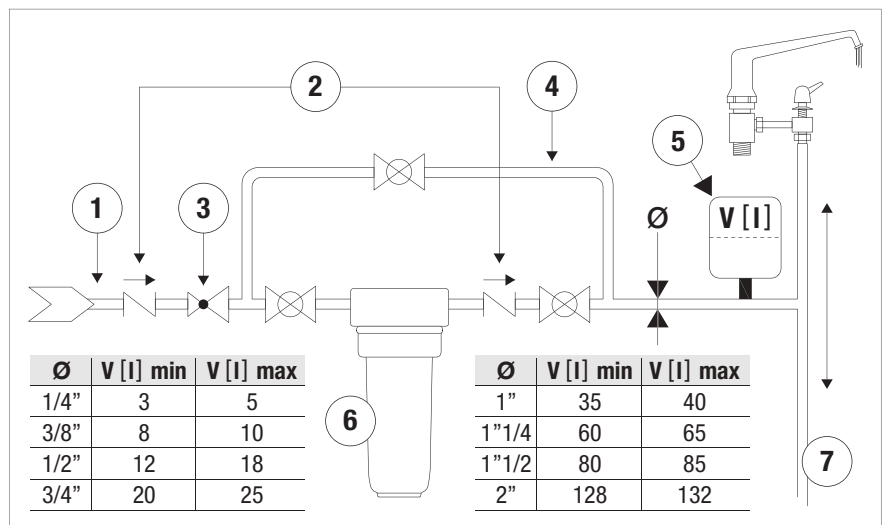 2
4
5
1
3
Ø
V [l]
Ø V [l] min V [l] max
1/4” 3 5
3/8” 8 10
1/2” 12 18
3/4” 20 25
6
Ø V [l] min V [l] max
1” 35 40
1”1/4 60 65
1”1/2 80 85
2” 128 132
7